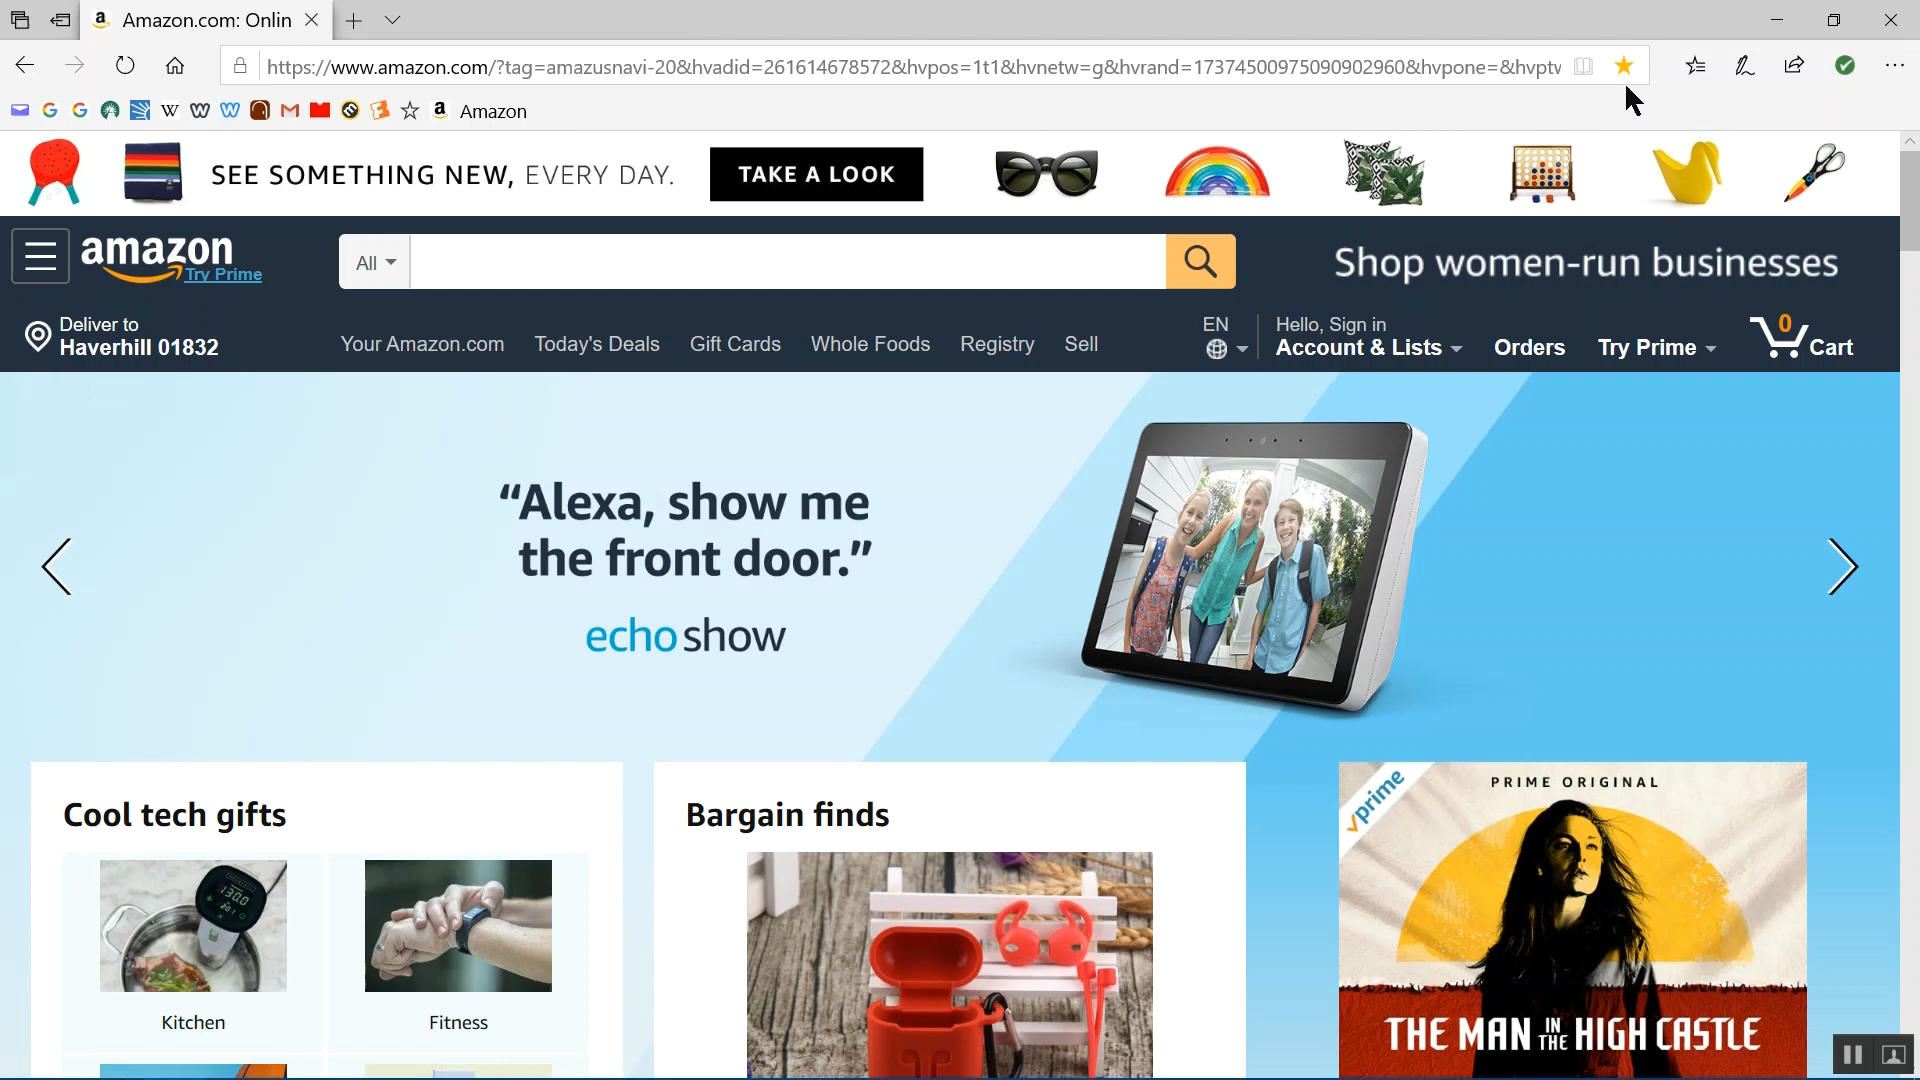 Amazon.com: Onlin
https://www.amazon.com/?tag=amazusnavi-20&hvadid=261614678572&hvpos=1t1&hvnetw=g&hvrand=17374500975090902960&hvpone=&hvptv
Amazon
SEE SOMETHING NEW, EVERY DAY.
TAKE A LOOK
amazon
Try Prime
All
Shop women-run businesses
Deliver to
Haverhill 01832
Your Amazon.com
Today's Deals
Gift Cards
Whole Foods
Registry
Sell
EN
Hello, Sign in
Account & Lists
Orders
Try Prime
0
Cart
“Alexa, show me
the front door.”
echo show
Cool tech gifts
Bargain finds
130.0
Kitchen
Fitness
prime
PRIME ORIGINAL
THE MAN IN THE HIGH CASTLE